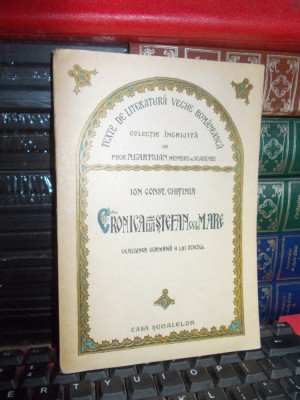 TEXTE DE LITERATURĂ VECHE ROMÂNEASCĂ
COLECȚIE ÎNGRIJITĂ
DE
PROF. N. CARTOJAN MEMBRU AL ACADEMIEI
ION CONST. CHIȚIMIA
CRONICA LUI ȘTEFAN CEL MARE
VERSIUNEA GERMANĂ A LUI SCHEDEL
CASA ȘCOALELOR
E R T Y U I O P